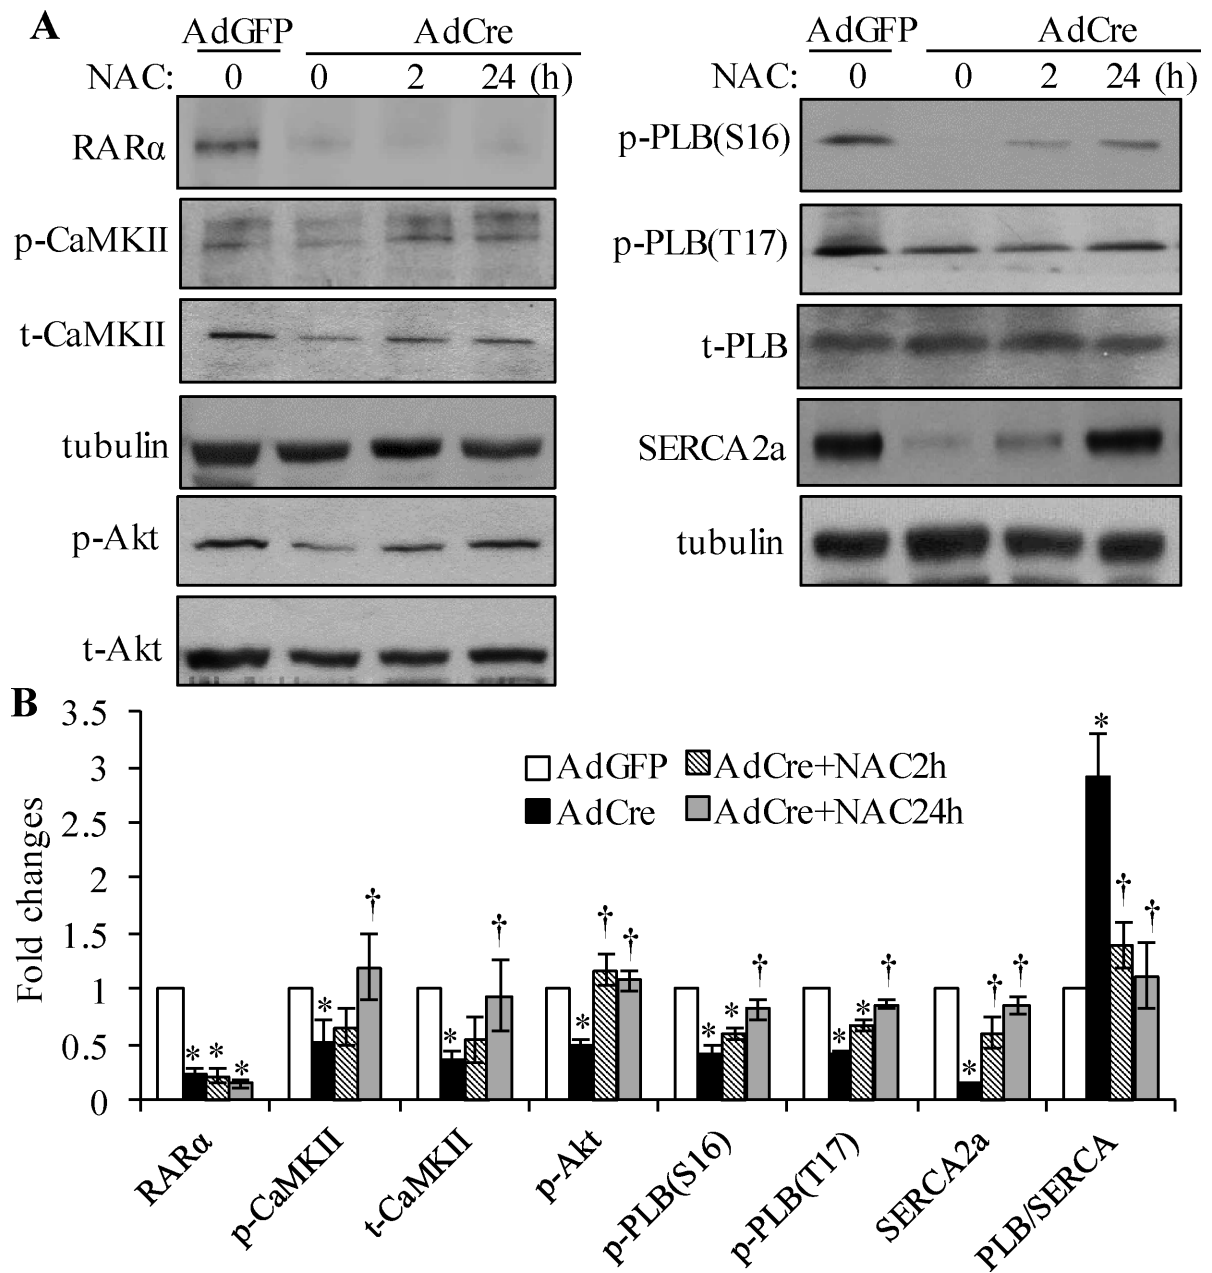 A
AdGFP AdCre
NAC: 0 0 2 24 (h)
RARα
p-CaMKII
t-CaMKII
tubulin
p-Akt
t-Akt
AdGFP AdCre
NAC: 0 0 2 24 (h)
p-PLB(S16)
p-PLB(T17)
t-PLB
SERCA2a
tubulin
B
Fold changes
3.5
3
2.5
2
1.5
1
0.5
0
AdGFP
AdCre
AdCre+NAC2h
AdCre+NAC24h
* * *
* †
* †
* † †
* * †
* * †
* † †
* † †
RARα
p-CaMKII
t-CaMKII
p-Akt
p-PLB(S16)
p-PLB(T17)
SERCA2a
PLB/SERCA